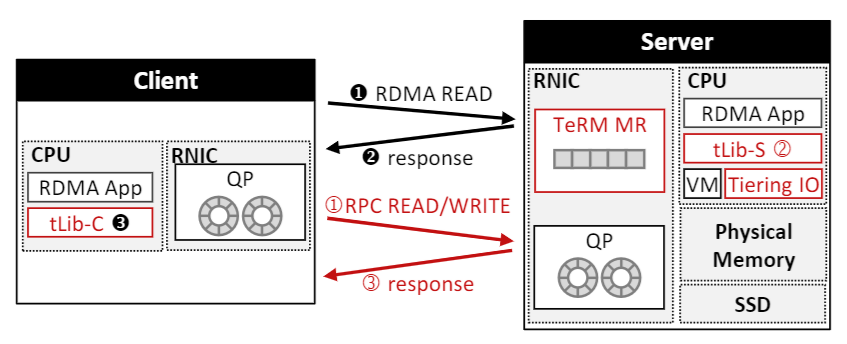 Client
CPU
RDMA App
tLib-C ❸
RNIC
QP
❶ RDMA READ
❷ response
①RPC READ/WRITE
③ response
Server
RNIC
TeRM MR
QP
CPU
RDMA App
tLib-S ②
VM
Tiering IO
Physical
Memory
SSD